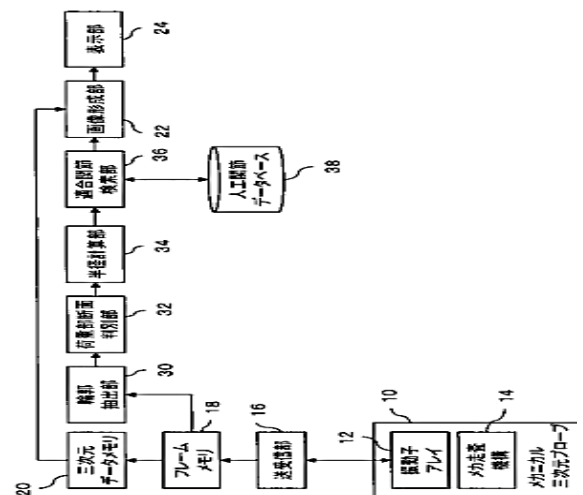 表示部
24
画像形成部
22
適合関節
検索部
36
人工関節
データベース
38
半径計算部
34
荷重部断面
判別部
32
輪郭
抽出部
30
三次元
データメモリ
20
フレーム
メモリ
18
送受信部
16
10
12
振動子
アレイ
14
メカ走査
機構
メカニカル
三次元プローブ